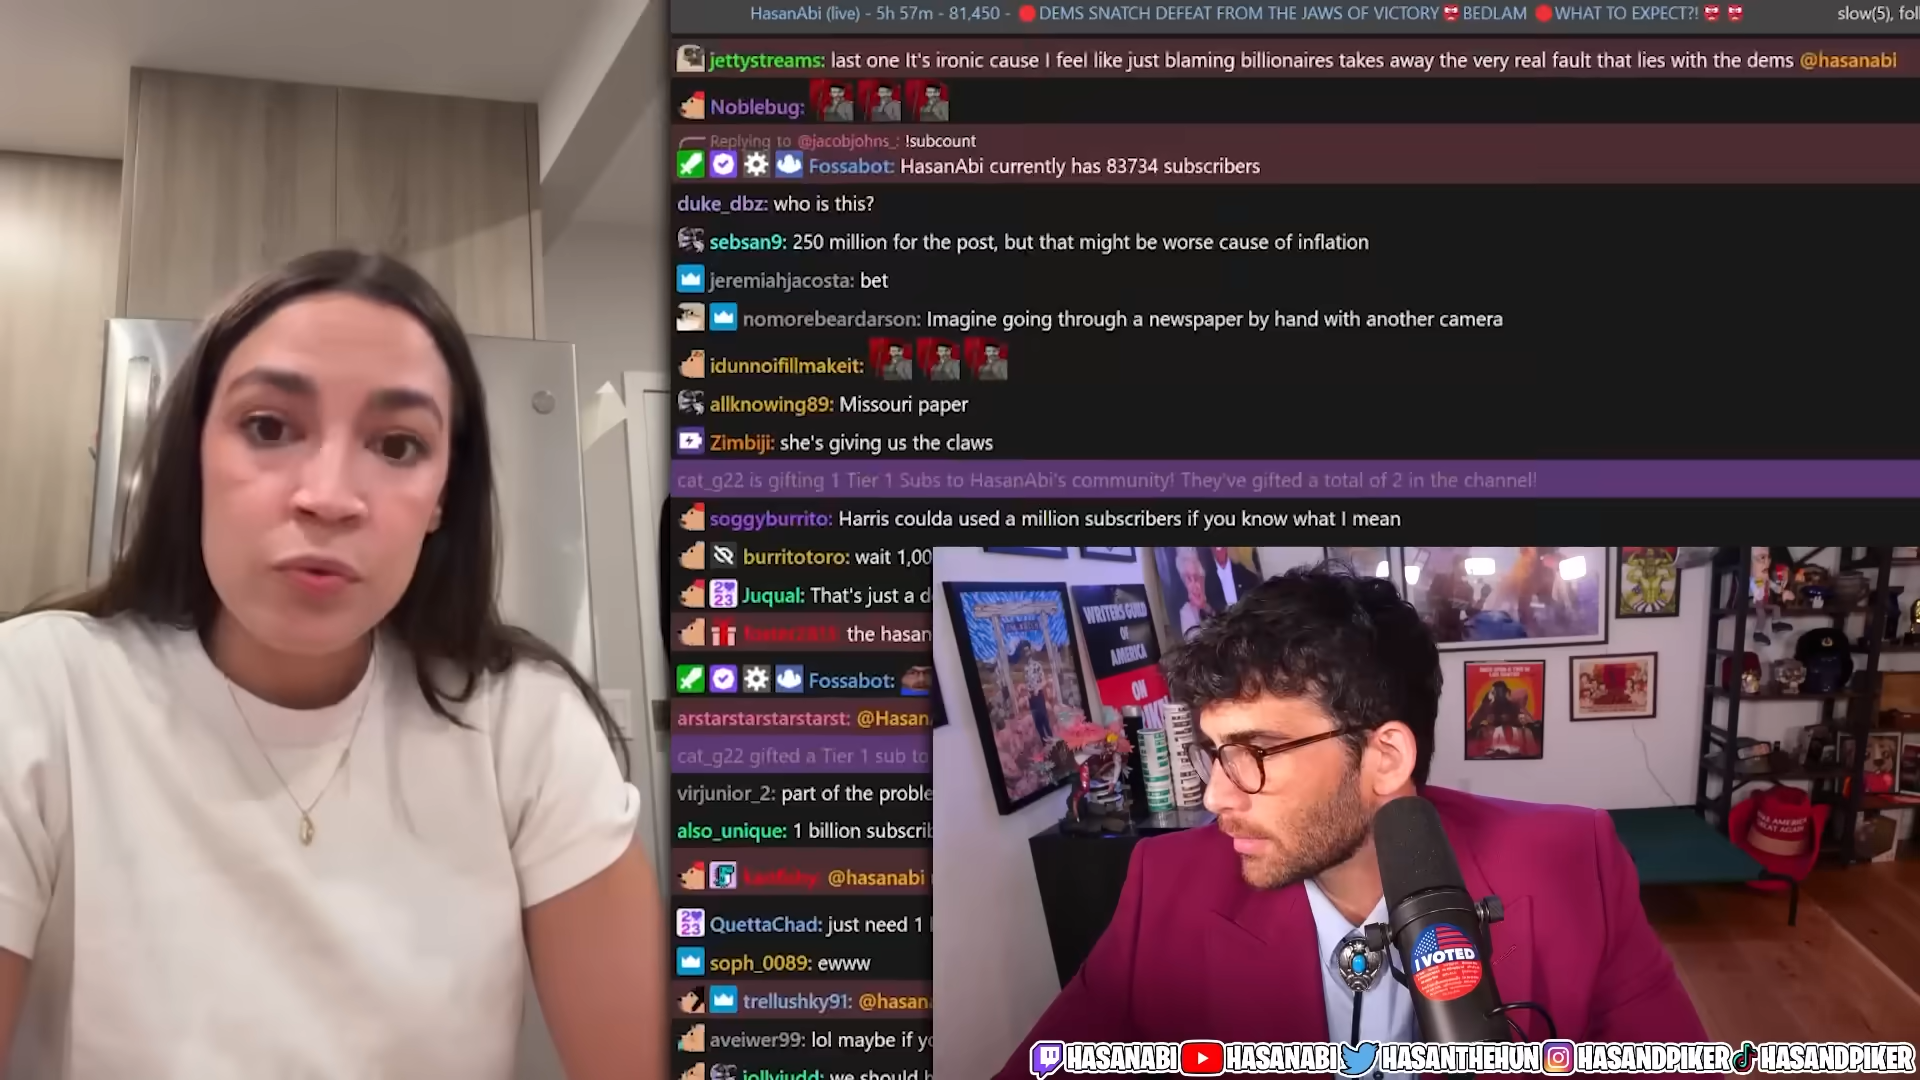 HasanAbi (live) - 5h 57m - 81,450 - 🔴DEMS SNATCH DEFEAT FROM THE JAWS OF VICTORY👹BEDLAM 🔴WHAT TO EXPECT?!👹👹
slow(5), fol
jettystreams: last one It's ironic cause I feel like just blaming billionaires takes away the very real fault that lies with the dems @hasanabi
Noblebug:
Replying to @jacobjohns_: !subcount
Fossabot: HasanAbi currently has 83734 subscribers
duke_dbz: who is this?
sebsan9: 250 million for the post, but that might be worse cause of inflation
jeremiahjacosta: bet
nomorebeardarson: Imagine going through a newspaper by hand with another camera
idunnoifillmakeit:
allknowing89: Missouri paper
Zimbiji: she's giving us the claws
cat_g22 is gifting 1 Tier 1 Subs to HasanAbi's community! They've gifted a total of 2 in the channel!
soggyburrito: Harris coulda used a million subscribers if you know what I mean
burritotoro: wait 1,00
Juqual: That's just a d
the hasan
Fossabot:
arstarstarstarstarst: @Hasan
cat_g22 gifted a Tier 1 sub to
virjunior_2: part of the proble
also_unique: 1 billion subscrib
@hasanabi
QuettaChad: just need 1
soph_0089: ewww
trellushky91: @hasan
aveiwer99: lol maybe if yo
jollyjudd: we should b
WRITERS GUILD
OF
AMERICA
ON
I VOTED
HASANABI HASANABI HASANTHEHUN HASANDPIKER HASANDPIKER